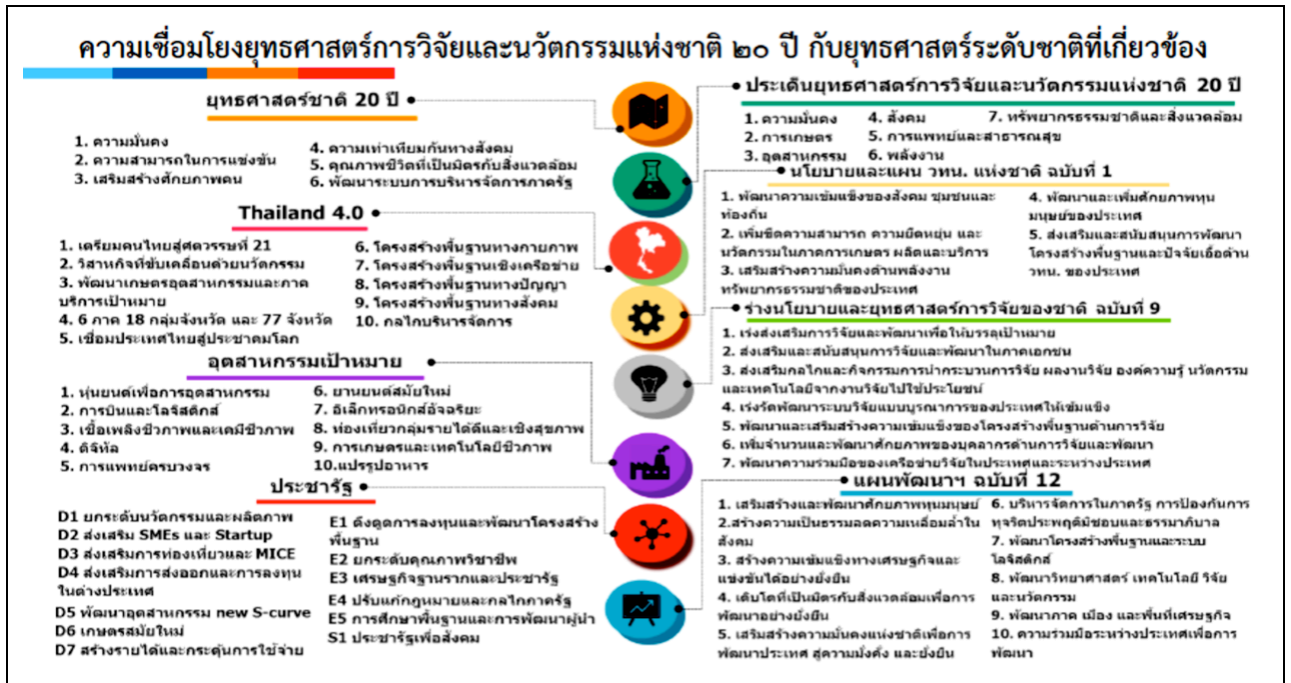 ความเชื่อมโยงยุทธศาสตร์การวิจัยและนวัตกรรมแห่งชาติ ๒๐ ปี กับยุทธศาสตร์ระดับชาติที่เกี่ยวข้อง
ยุทธศาสตร์ชาติ 20 ปี
1. ความมั่นคง
2. ความสามารถในการแข่งขัน
3. เสริมสร้างศักยภาพคน
4. ความเท่าเทียมกันทางสังคม
5. คุณภาพชีวิตที่เป็นมิตรกับสิ่งแวดล้อม
6. พัฒนาระบบการบริหารจัดการภาครัฐ
Thailand 4.0
1. เตรียมคนไทยสู่ศตวรรษที่ 21
2. วิสาหกิจที่ขับเคลื่อนด้วยนวัตกรรม
3. พัฒนาเกษตรอุตสาหกรรมและภาค
บริการเป้าหมาย
4. 6 ภาค 18 กลุ่มจังหวัด และ 77 จังหวัด
5. เชื่อมประเทศไทยสู่ประชาคมโลก
6. โครงสร้างพื้นฐานทางกายภาพ
7. โครงสร้างพื้นฐานเชิงเครือข่าย
8. โครงสร้างพื้นฐานทางปัญญา
9. โครงสร้างพื้นฐานทางสังคม
10. กลไกบริหารจัดการ
อุตสาหกรรมเป้าหมาย
1. หุ่นยนต์เพื่อการอุตสาหกรรม
2. การบินและโลจิสติกส์
3. เชื้อเพลิงชีวภาพและเคมีชีวภาพ
4. ดิจิทัล
5. การแพทย์ครบวงจร
6. ยานยนต์สมัยใหม่
7. อิเล็กทรอนิกส์อัจฉริยะ
8. ท่องเที่ยวกลุ่มรายได้ดีและเชิงสุขภาพ
9. การเกษตรและเทคโนโลยีชีวภาพ
10.แปรรูปอาหาร
ประชารัฐ
D1 ยกระดับนวัตกรรมและผลิตภาพ
D2 ส่งเสริม SMEs และ Startup
D3 ส่งเสริมการท่องเที่ยวและ MICE
D4 ส่งเสริมการส่งออกและการลงทุน
ในต่างประเทศ
D5 พัฒนาอุตสาหกรรม new S-curve
D6 เกษตรสมัยใหม่
D7 สร้างรายได้และกระตุ้นการใช้จ่าย
E1 ดึงดูดการลงทุนและพัฒนาโครงสร้าง
พื้นฐาน
E2 ยกระดับคุณภาพวิชาชีพ
E3 เศรษฐกิจฐานรากและประชารัฐ
E4 ปรับแก้กฎหมายและกลไกภาครัฐ
E5 การศึกษาพื้นฐานและการพัฒนาผู้นำ
S1 ประชารัฐเพื่อสังคม
ประเด็นยุทธศาสตร์การวิจัยและนวัตกรรมแห่งชาติ 20 ปี
1. ความมั่นคง
2. การเกษตร
3. อุตสาหกรรม
4. สังคม
5. การแพทย์และสาธารณสุข
6. พลังงาน
7. ทรัพยากรธรรมชาติและสิ่งแวดล้อม
นโยบายและแผน วทน. แห่งชาติ ฉบับที่ 1
1. พัฒนาความเข้มแข็งของสังคม ชุมชนและ
ท้องถิ่น
2. เพิ่มขีดความสามารถ ความยืดหยุ่น และ
นวัตกรรมในภาคการเกษตร ผลิตและบริการ
3. เสริมสร้างความมั่นคงด้านพลังงาน
ทรัพยากรธรรมชาติของประเทศ
4. พัฒนาและเพิ่มศักยภาพทุน
มนุษย์ของประเทศ
5. ส่งเสริมและสนับสนุนการพัฒนา
โครงสร้างพื้นฐานและปัจจัยเอื้อด้าน
วทน. ของประเทศ
ร่างนโยบายและยุทธศาสตร์การวิจัยของชาติ ฉบับที่ 9
1. เร่งส่งเสริมการวิจัยและพัฒนาเพื่อให้บรรลุเป้าหมาย
2. ส่งเสริมและสนับสนุนการวิจัยและพัฒนาในภาคเอกชน
3. ส่งเสริมกลไกและกิจกรรมการนำกระบวนการวิจัย ผลงานวิจัย องค์ความรู้ นวัตกรรม
และเทคโนโลยีจากงานวิจัยไปใช้ประโยชน์
4. เร่งรัดพัฒนาระบบวิจัยแบบบูรณาการของประเทศให้เข้มแข็ง
5. พัฒนาและเสริมสร้างความเข้มแข็งของโครงสร้างพื้นฐานด้านการวิจัย
6. เพิ่มจำนวนและพัฒนาศักยภาพของบุคลากรด้านการวิจัยและพัฒนา
7. พัฒนาความร่วมมือของเครือข่ายวิจัยในประเทศและระหว่างประเทศ
แผนพัฒนาฯ ฉบับที่ 12
1. เสริมสร้างและพัฒนาศักยภาพทุนมนุษย์
2.สร้างความเป็นธรรมลดความเหลื่อมล้ำใน
สังคม
3. สร้างความเข้มแข็งทางเศรษฐกิจและ
แข่งขันได้อย่างยั่งยืน
4. เติบโตที่เป็นมิตรกับสิ่งแวดล้อมเพื่อการ
พัฒนาอย่างยั่งยืน
5. เสริมสร้างความมั่นคงแห่งชาติเพื่อการ
พัฒนาประเทศ สู่ความมั่งคั่ง และยั่งยืน
6. บริหารจัดการในภาครัฐ การป้องกันการ
ทุจริตประพฤติมิชอบและธรรมาภิบาล
7. พัฒนาโครงสร้างพื้นฐานและระบบ
โลจิสติกส์
8. พัฒนาวิทยาศาสตร์ เทคโนโลยี วิจัย
และนวัตกรรม
9. พัฒนาภาค เมือง และพื้นที่เศรษฐกิจ
10. ความร่วมมือระหว่างประเทศเพื่อการ
พัฒนา